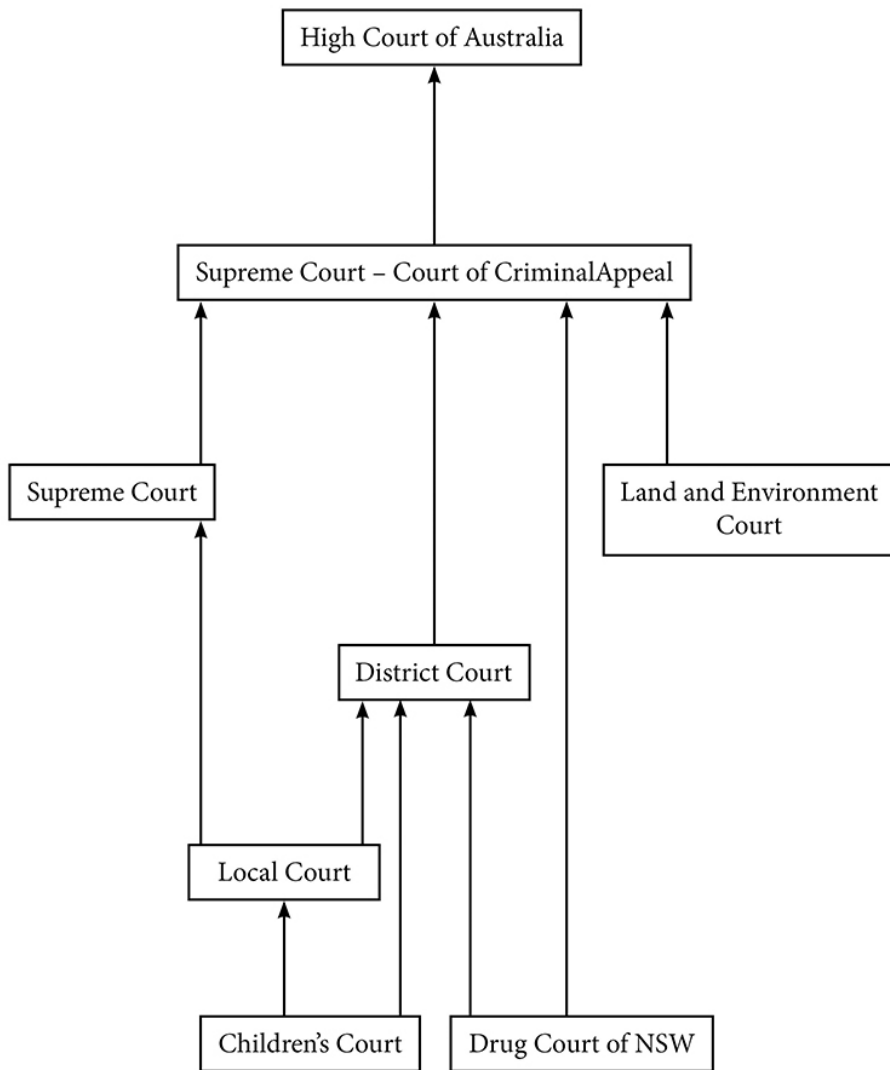 High Court of Australia
Supreme Court – Court of CriminalAppeal
Supreme Court
Land and Environment
Court
District Court
Local Court
Children's Court
Drug Court of NSW